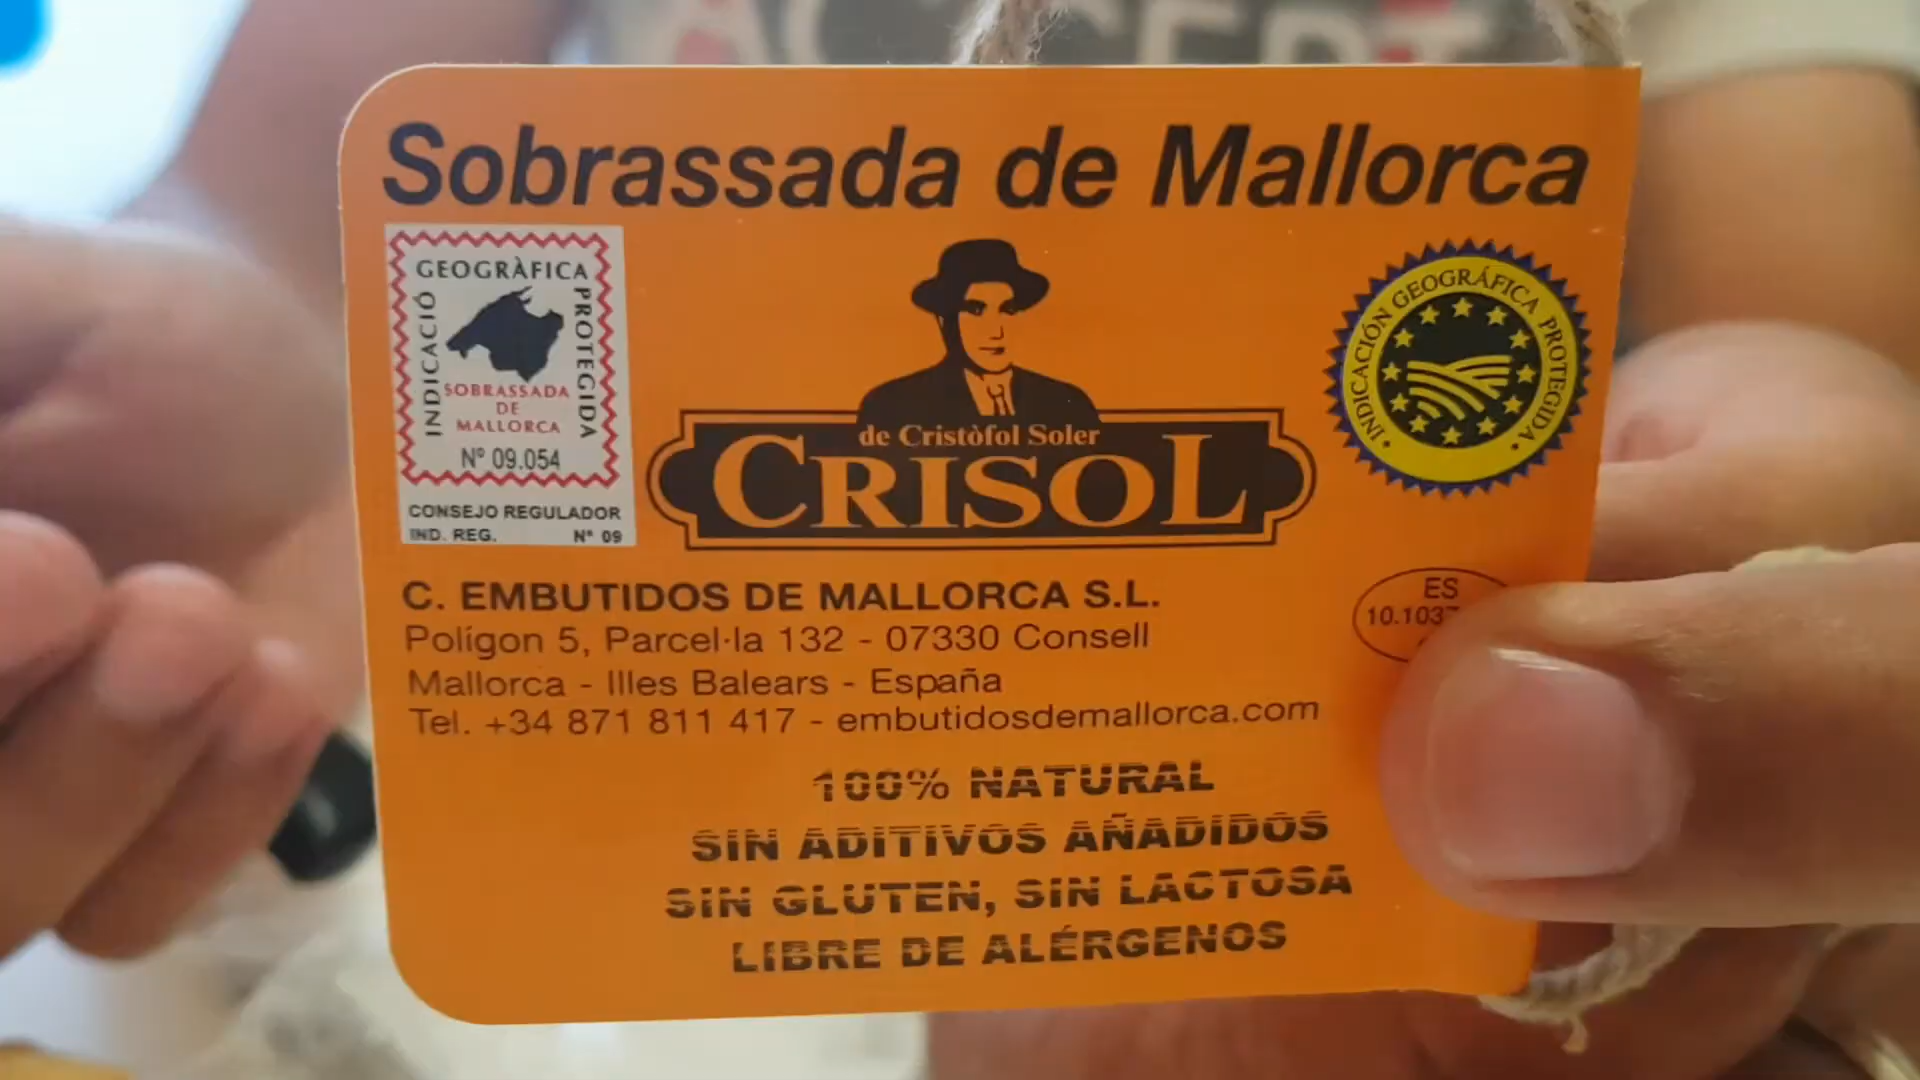 Sobrassada de Mallorca
INDICACIÓ GEOGRÀFICA PROTEGIDA
SOBRASSADA
DE
MALLORCA
Nº 09.054
CONSEJO REGULADOR
IND. REG. Nº 09
de Cristòfol Soler
CRISOL
INDICACIÓN GEOGRÁFICA PROTEGIDA
C. EMBUTIDOS DE MALLORCA S.L.
Polígon 5, Parcel·la 132 - 07330 Consell
Mallorca - Illes Balears - España
Tel. +34 871 811 417 - embutidosdemallorca.com
ES
100% NATURAL
SIN ADITIVOS AÑADIDOS
SIN GLUTEN, SIN LACTOSA
LIBRE DE ALÉRGENOS